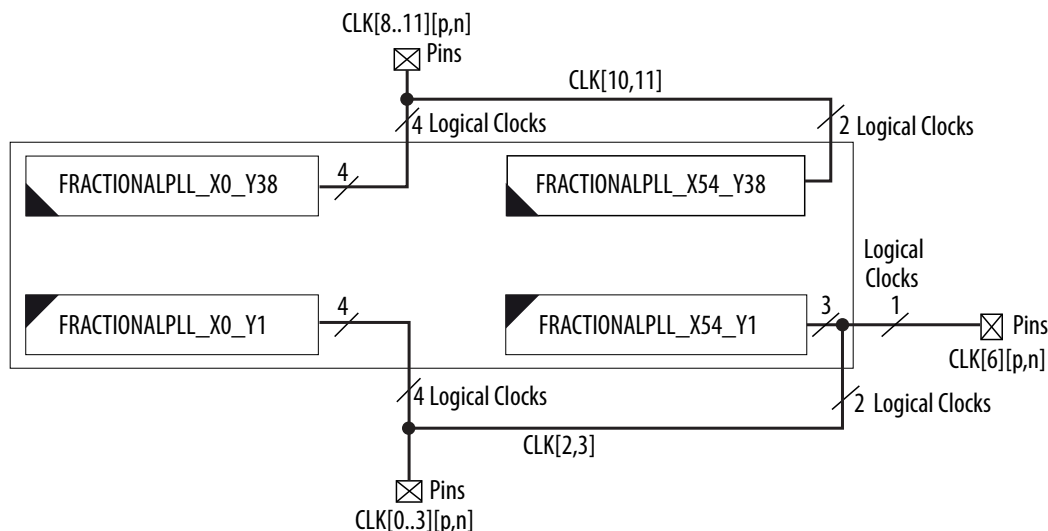 CLK[8..11][p,n]
Pins
CLK[10,11]
4 Logical Clocks
2 Logical Clocks
FRACTIONALPLL_X0_Y38
4
FRACTIONALPLL_X54_Y38
Logical
Clocks
FRACTIONALPLL_X0_Y1
4
FRACTIONALPLL_X54_Y1
3
1
Pins
CLK[6][p,n]
4 Logical Clocks
2 Logical Clocks
CLK[2,3]
Pins
CLK[0..3][p,n]